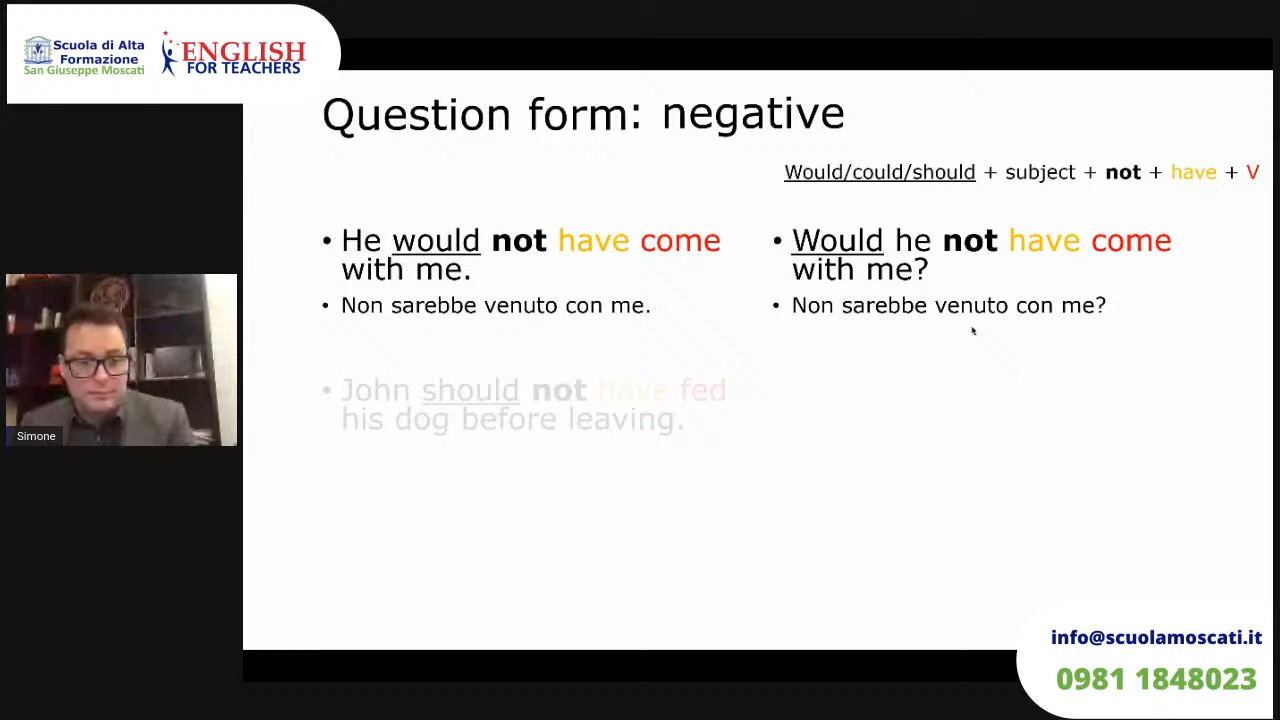 Scuola di Alta
Formazione
San Giuseppe Moscati
ENGLISH
FOR TEACHERS
Question form: negative
Would/could/should + subject + not + have + V
• He would not have come
with me.
• Non sarebbe venuto con me.
• Would he not have come
with me?
• Non sarebbe venuto con me?
• John should not have fed
his dog before leaving.
Simone
info@scuolamoscati.it
0981 1848023